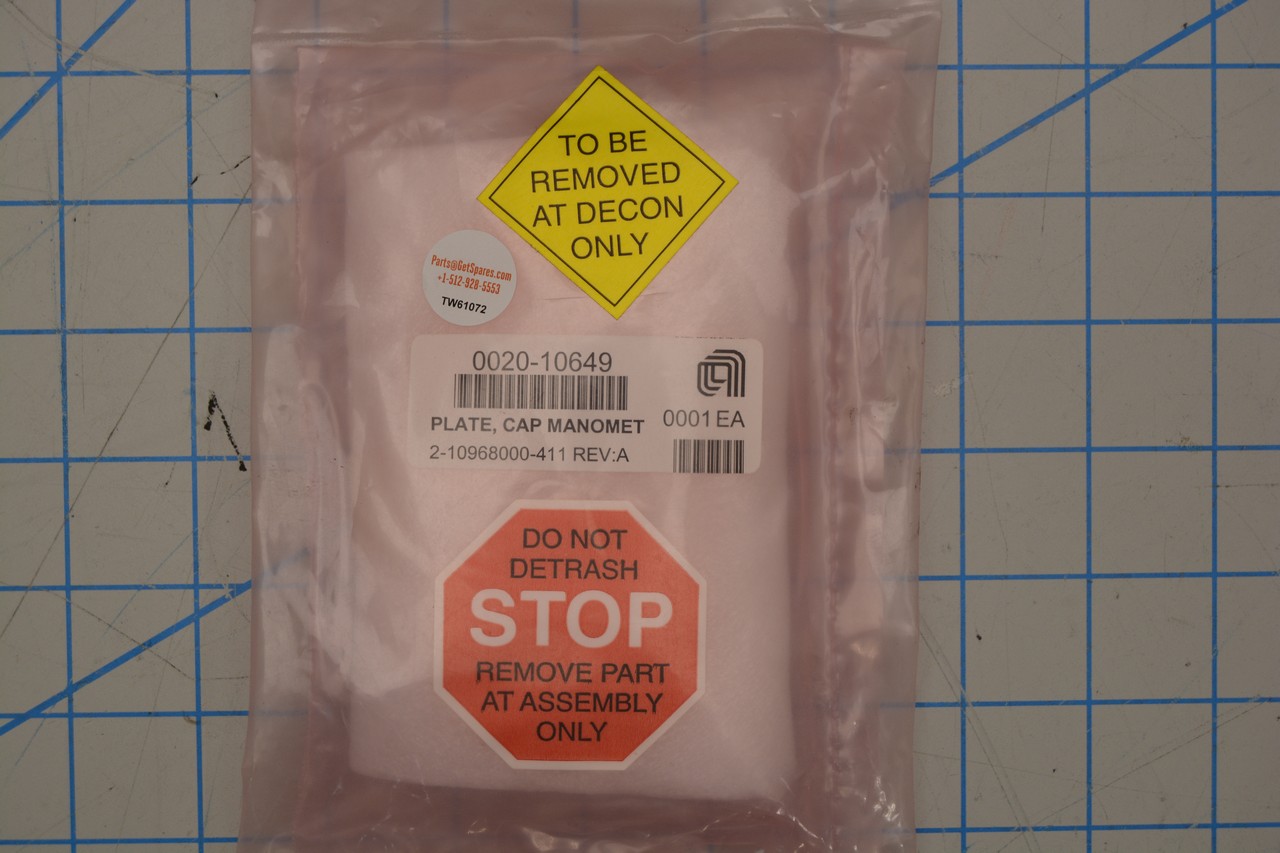 TO BE
REMOVED
AT DECON
ONLY
Parts@GetSpares.com
+1-512-928-5553
TW61072
0020-10649
PLATE, CAP MANOMET
0001 EA
2-10968000-411 REV:A
DO NOT
DETRASH
STOP
REMOVE PART
AT ASSEMBLY
ONLY